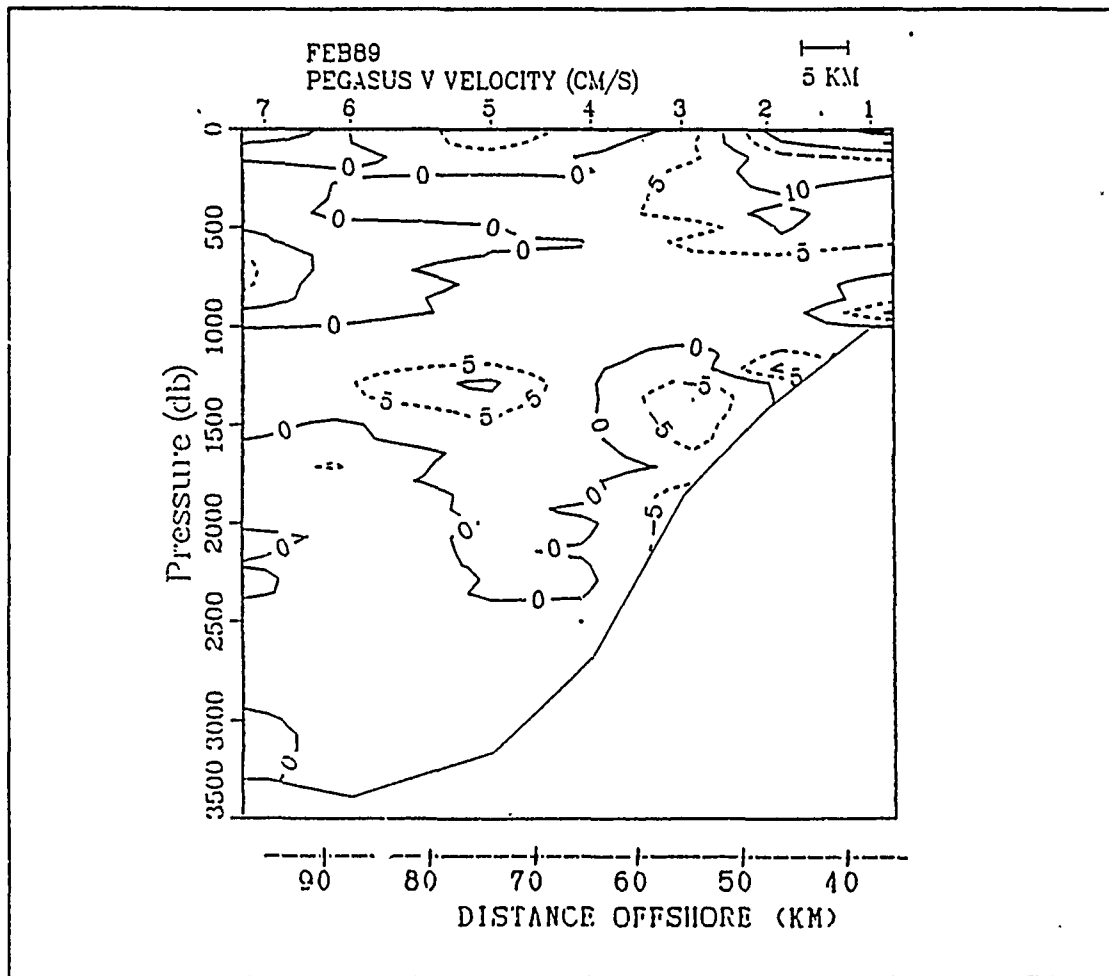 FEB89
PEGASUS V VELOCITY (CM/S)
5 KM
7 6 5 4 3 2 1
0
500
1000
1500
2000
2500
3000
3500
Pressure (db)
0 0 0 5 10
0 0 0 5
0 0
5 5 5 -5 5
0 0
5
0 0 -5
0 0 0
0
0
90 80 70 60 50 40
DISTANCE OFFSHORE (KM)